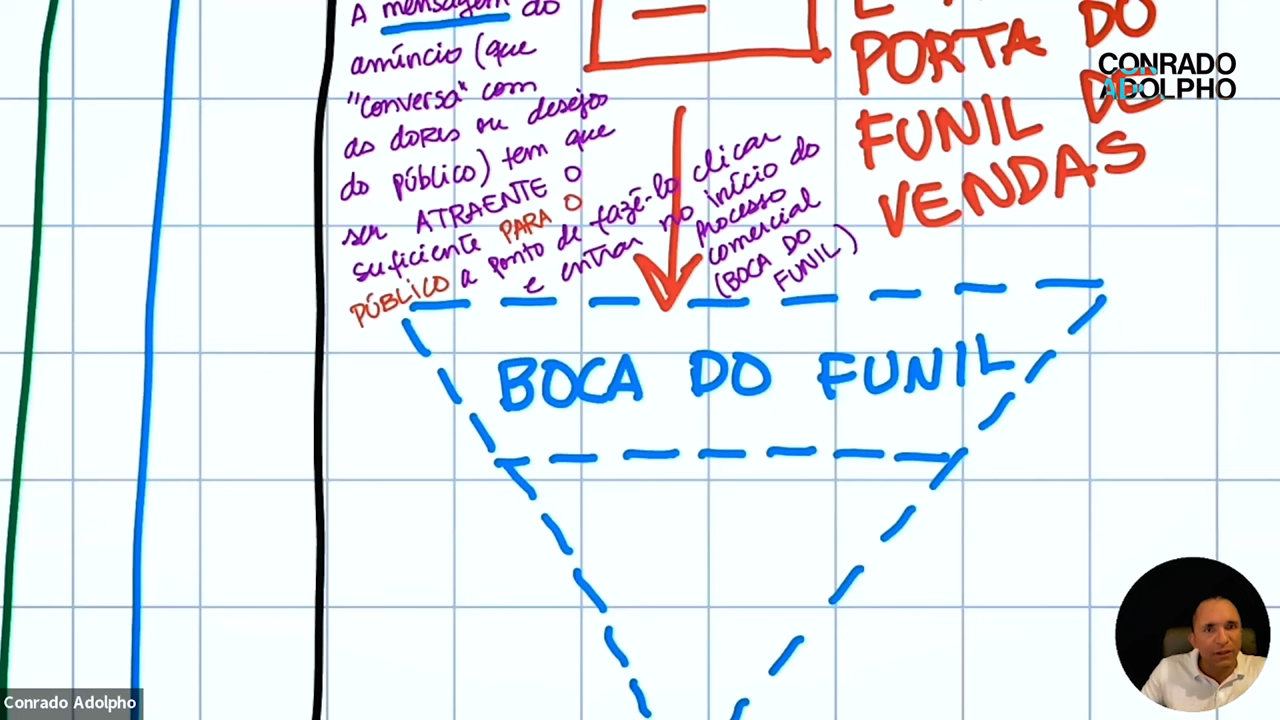 A mensagem do
anúncio (que
"conversa" com
as dores ou desejos
do público) tem que
ser ATRAENTE O
suficiente PARA O
PÚBLICO a ponto de fazê-lo clicar
e entrar no início do
processo
comercial
(BOCA DO
FUNIL)
PORTA DO
FUNIL DE
VENDAS
CONRADO
ADOLPHO
BOCA DO FUNIL
Conrado Adolpho